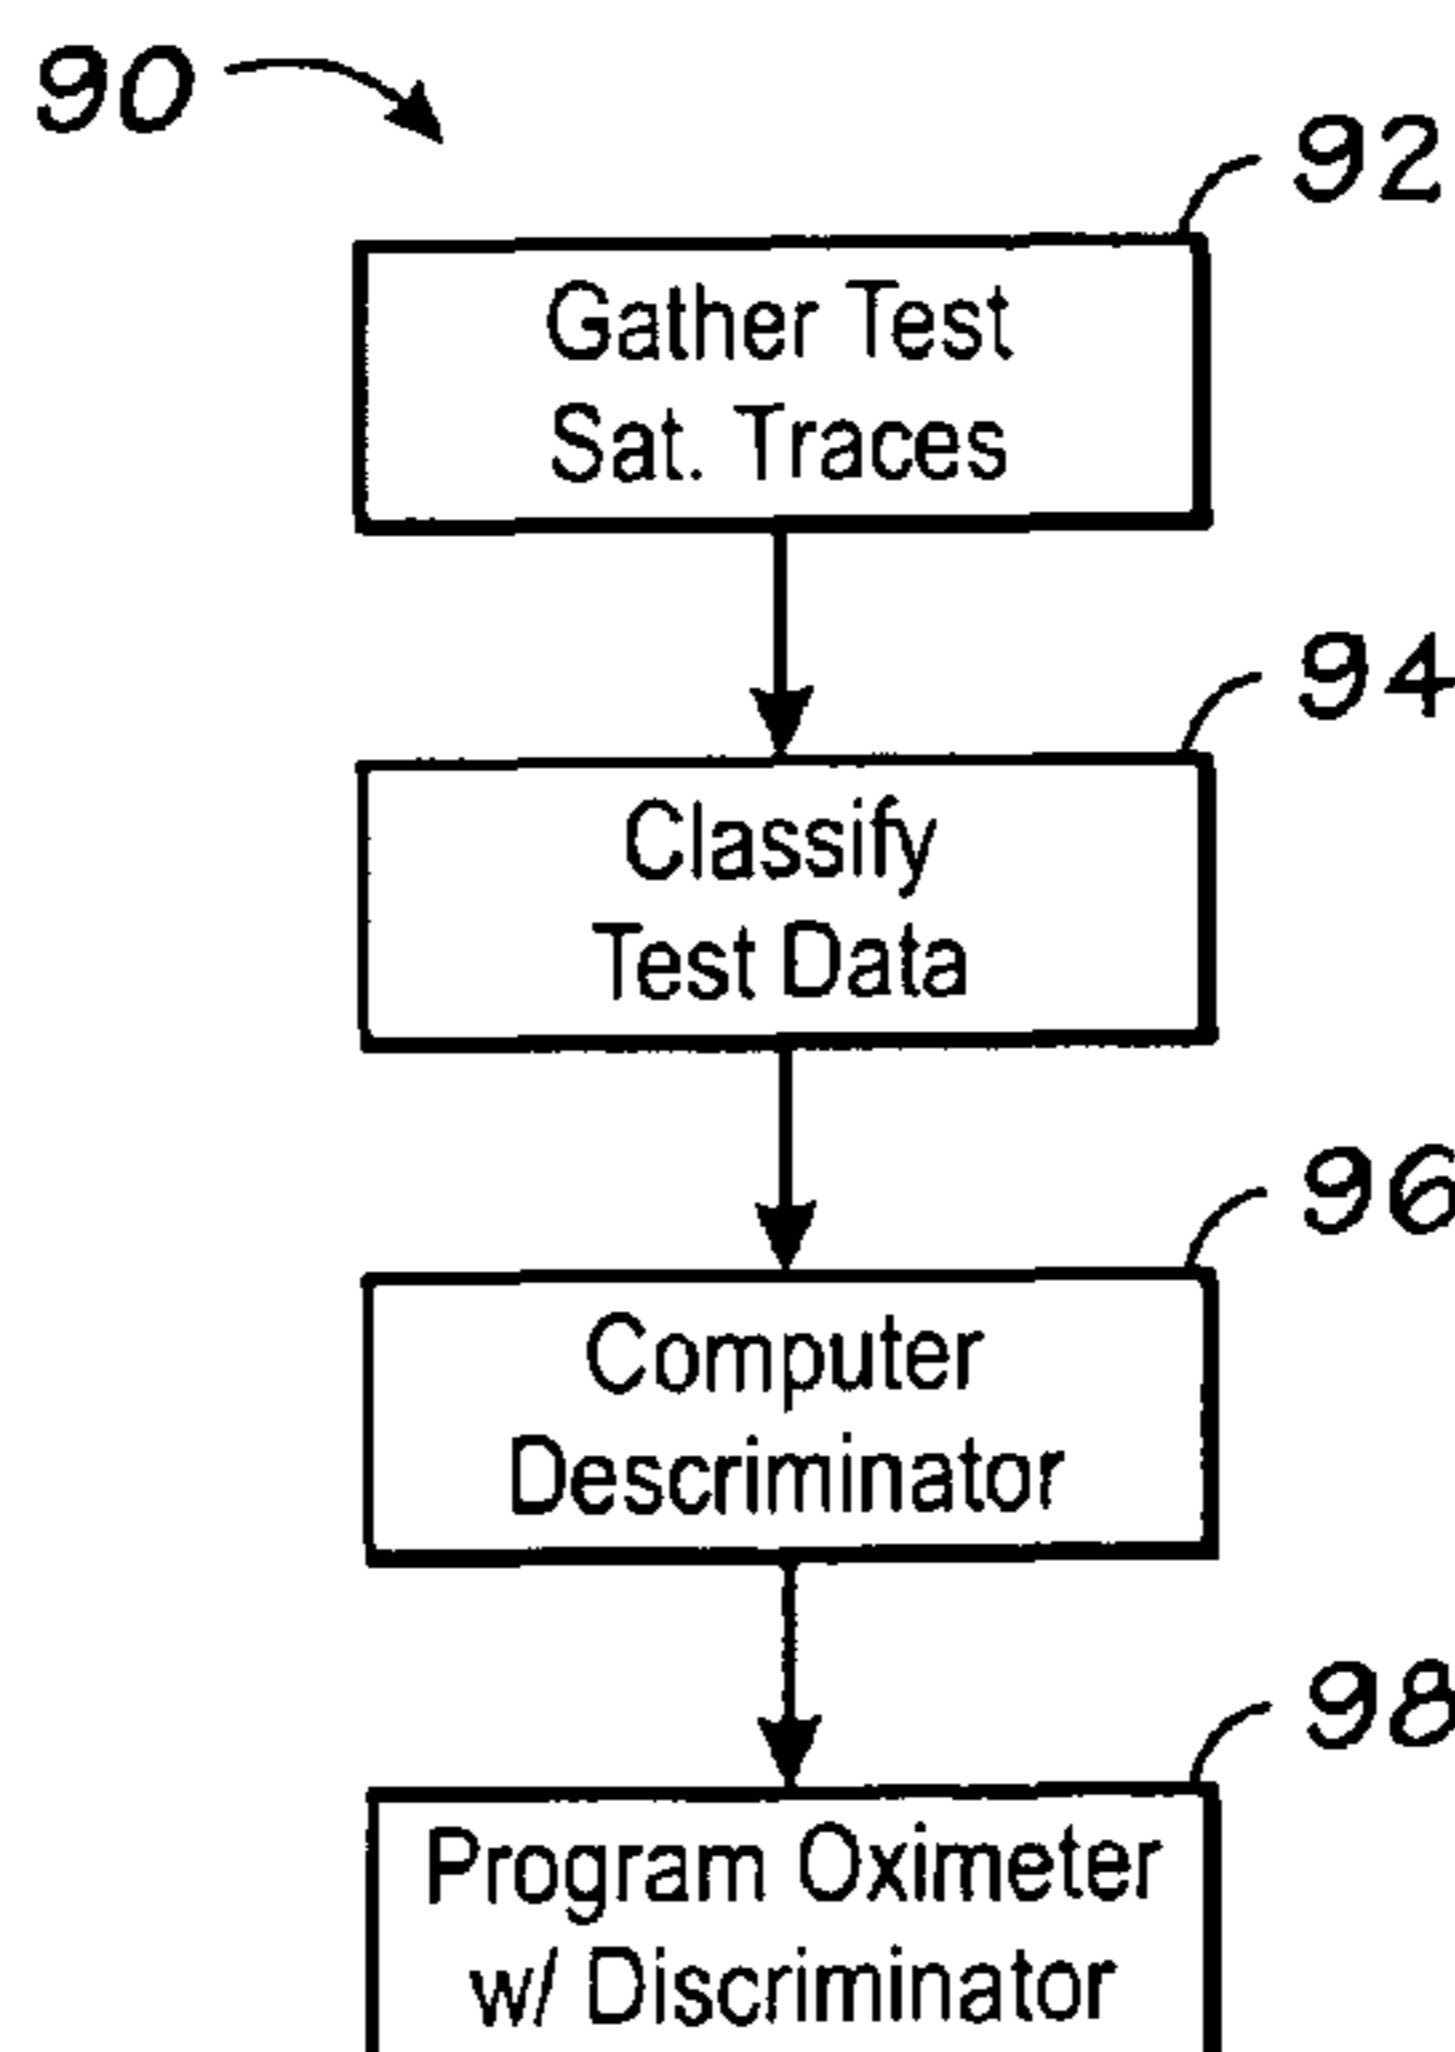 90
92
Gather Test
Sat. Traces
94
Classify
Test Data
96
Computer
Descriminator
98
Program Oximeter
w/ Discriminator